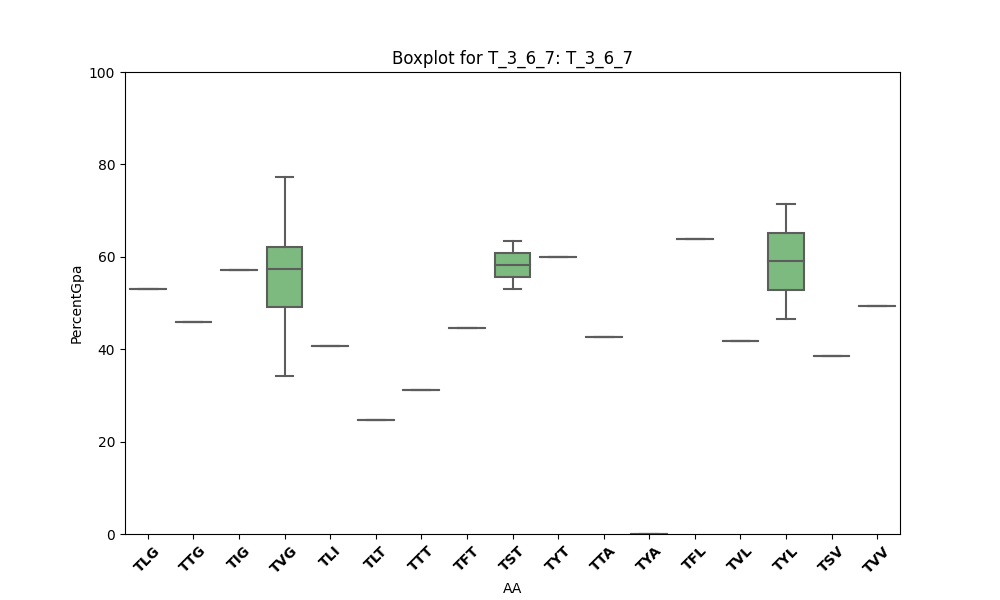 Boxplot for T_3_6_7: T_3_6_7
PercentGpa
100
80
60
40
20
0
TLG TTG TIG TVG TLI TLT TTT TFT TST TYT TTA TYA TFL TVL TYL TSV TVV
AA